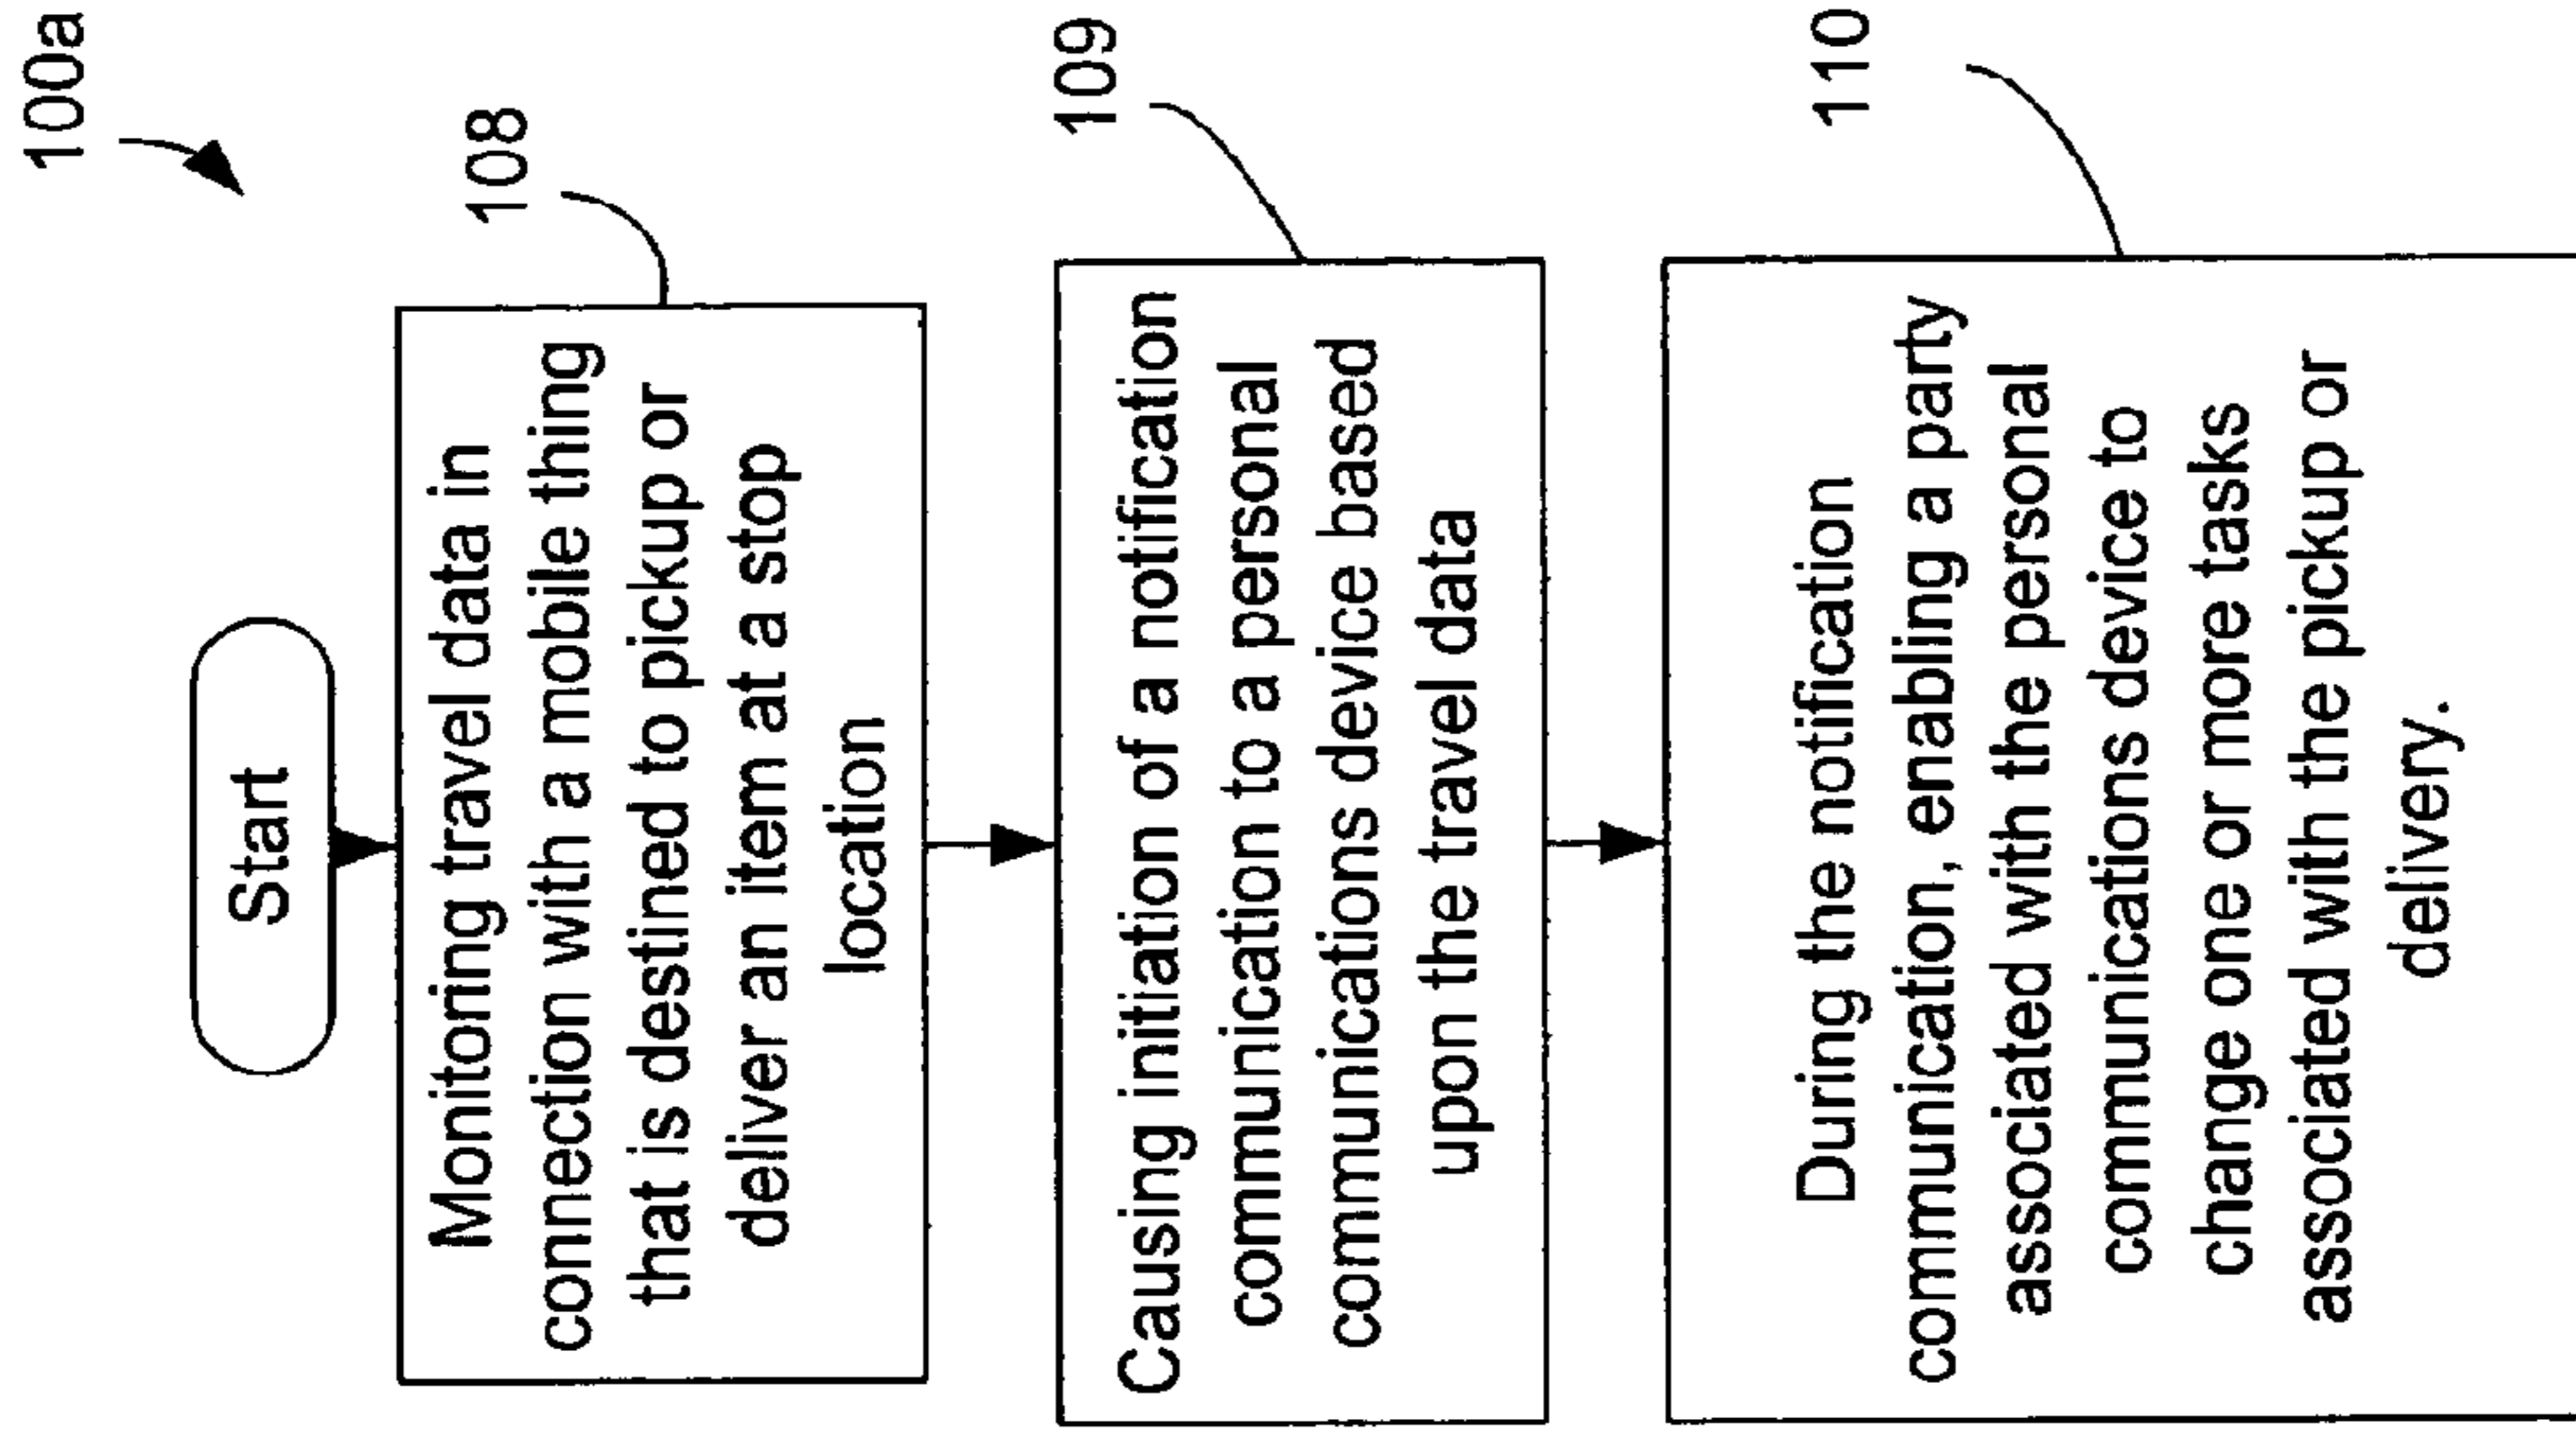 100a
Start
108
Monitoring travel data in
connection with a mobile thing
that is destined to pickup or
deliver an item at a stop
location
109
Causing initiation of a notification
communication to a personal
communications device based
upon the travel data
110
During the notification
communication, enabling a party
associated with the personal
communications device to
change one or more tasks
associated with the pickup or
delivery.